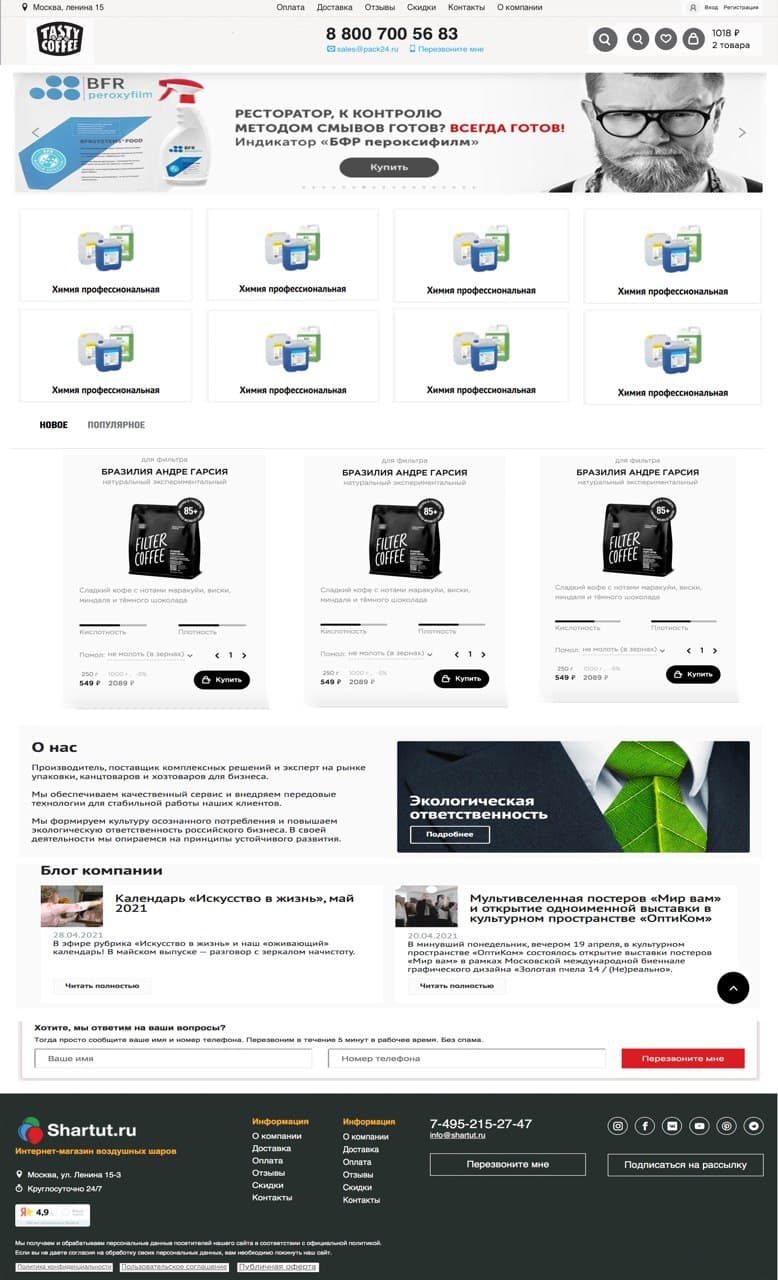 Москва, ленина 15
Оплата Доставка Отзывы Скидки Контакты О компании
Вход Регистрация
TASTY
COFFEE
8 800 700 56 83
sales@pack24.ru Перезвоните мне
1018 ₽
2 товара
BFR
peroxyfilm
BFRSYSTEMS®FOOD
BFR
РЕСТОРАТОР, К КОНТРОЛЮ
МЕТОДОМ СМЫВОВ ГОТОВ? ВСЕГДА ГОТОВ!
Индикатор «БФР пероксифилм»
Купить
Химия профессиональная Химия профессиональная Химия профессиональная Химия профессиональная
Химия профессиональная Химия профессиональная Химия профессиональная Химия профессиональная
НОВОЕ ПОПУЛЯРНОЕ
для фильтра
БРАЗИЛИЯ АНДРЕ ГАРСИЯ
натуральный экспериментальный
85+
FILTER
COFFEE
Сладкий кофе с нотами маракуйи, виски,
миндаля и тёмного шоколада
Кислотность Плотность
Помол: не молоть (в зернах) 1
250 г 1000 г, -5%
549 ₽ 2089 ₽
Купить
для фильтра
БРАЗИЛИЯ АНДРЕ ГАРСИЯ
натуральный экспериментальный
85+
FILTER
COFFEE
Сладкий кофе с нотами маракуйи, виски,
миндаля и тёмного шоколада
Кислотность Плотность
Помол: не молоть (в зернах) 1
250 г 1000 г, -5%
549 ₽ 2089 ₽
Купить
для фильтра
БРАЗИЛИЯ АНДРЕ ГАРСИЯ
натуральный экспериментальный
85+
FILTER
COFFEE
Сладкий кофе с нотами маракуйи, виски,
миндаля и тёмного шоколада
Кислотность Плотность
Помол: не молоть (в зернах) 1
250 г 1000 г, -5%
549 ₽ 2089 ₽
Купить
О нас
Производитель, поставщик комплексных решений и эксперт на рынке
упаковки, канцтоваров и хозтоваров для бизнеса.
Мы обеспечиваем качественный сервис и внедряем передовые
технологии для стабильной работы наших клиентов.
Мы формируем культуру осознанного потребления и повышаем
экологическую ответственность российского бизнеса. В своей
деятельности мы опираемся на принципы устойчивого развития.
Экологическая
ответственность
Подробнее
Блог компании
Календарь «Искусство в жизнь», май
2021
28.04.2021
В эфире рубрика «Искусство в жизнь» и наш «оживающий»
календарь! В майском выпуске — разговор с зеркалом начистоту.
Читать полностью
Мультивселенная постеров «Мир вам»
и открытие одноименной выставки в
культурном пространстве «ОптиКом»
20.04.2021
В минувший понедельник, вечером 19 апреля, в культурном
пространстве «ОптиКом» состоялось открытие выставки постеров
«Мир вам» в рамках Московской международной биеннале
графического дизайна «Золотая пчела 14 / (Не)реально».
Читать полностью
Хотите, мы ответим на ваши вопросы?
Тогда просто сообщите ваше имя и номер телефона. Перезвоним в течение 5 минут в рабочее время. Без спама.
Ваше имя Номер телефона Перезвоните мне
Shartut.ru
Интернет-магазин воздушных шаров
Москва, ул. Ленина 15-3
Круглосуточно 24/7
Я 4,9
Информация
О компании
Доставка
Оплата
Отзывы
Скидки
Контакты
Информация
О компании
Доставка
Оплата
Отзывы
Скидки
Контакты
7-495-215-27-47
info@shartut.ru
Перезвоните мне
Подписаться на рассылку
Мы получаем и обрабатываем персональные данные посетителей нашего сайта в соответствии с официальной политикой.
Если вы не даете согласия на обработку своих персональных данных, вам необходимо покинуть наш сайт.
Политика конфиденциальности Пользовательское соглашение Публичная оферта